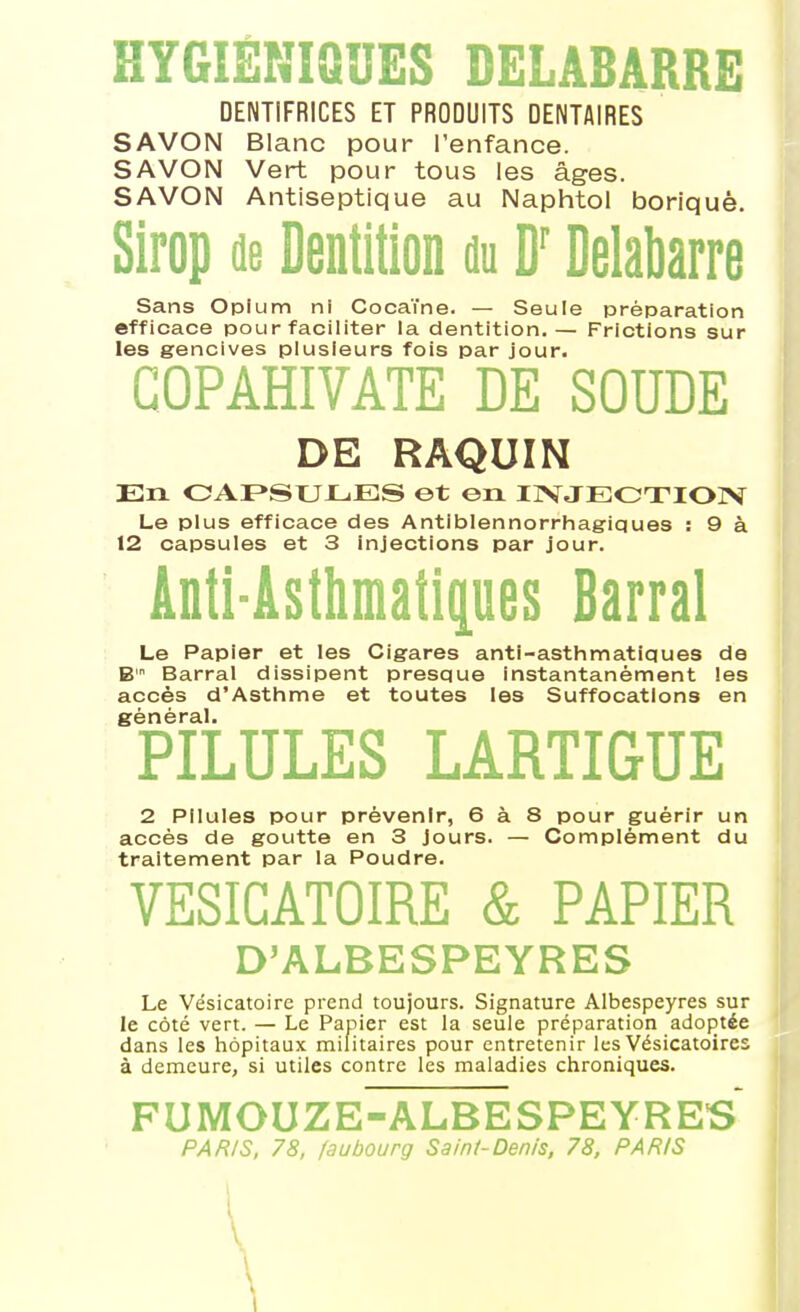 HYGIÉNIQUES DELABARRE
DENTIFRICES ET PRODUITS DENTAIRES
SAVON Blanc pour l'enfance.
SAVON Vert pour tous les âges.
SAVON Antiseptique au Naphtol boriquè.
Sirop de Dentition du Dr Delabarre
Sans Opium ni Cocaïne. — Seule préparation
efficace pour faciliter la dentition. — Frictions sur
les gencives plusieurs fois par jour.
COPAHIVATE DE SOUDE
DE RAQUIN
En CAPSULES et en INJECTION
Le plus efficace des Antiblennorrhagiques : 9 à
12 capsules et 3 injections par jour.
Anti-Asthmatiques Barral
Le Papier et les Cigares anti-asthmatiques de
Bin Barral dissipent presque instantanément les
accès d'Asthme et toutes les Suffocations en
général.
PILULES LARTIGUE
2 Pilules pour prévenir, 6 à 8 pour guérir un
accès de goutte en 3 jours. — Complément du
traitement par la Poudre.
VESICATOIRE & PAPIER
D'ALBESPEYRES
Le Vésicatoire prend toujours. Signature Albespeyres sur
le côté vert. — Le Papier est la seule préparation adoptée
dans les hôpitaux militaires pour entretenir les Vésicatoires
à demeure, si utiles contre les maladies chroniques.
FUMOUZE-ALBESPEYRES
PARIS, 78, faubourg Saint-Denis, 78, PARIS